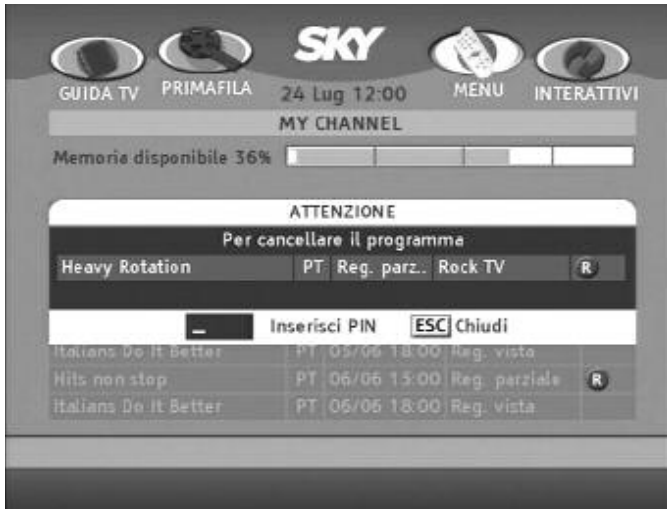 SKY
GUIDA TV PRIMAFILA 24 Lug 12:00 MENU INTERATTIVI
MY CHANNEL
Memoria disponibile 36%
ATTENZIONE
Per cancellare il programma
Heavy Rotation PT Reg. parz.. Rock TV R
_ Inserisci PIN ESC Chiudi
Italians Do It Better PT 05/06 18:00 Reg. vista
Hits non stop PT 06/06 15:00 Reg. parziale R
Italians Do It Better PT 06/06 18:00 Reg. vista